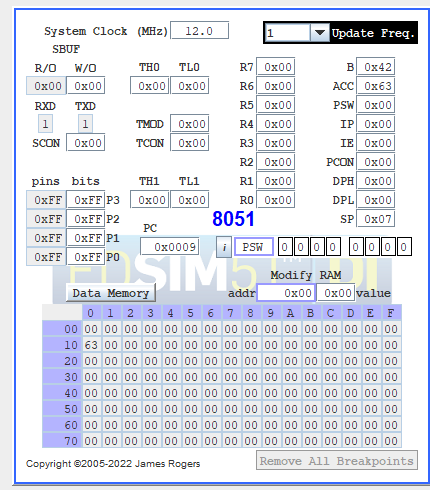 System Clock (MHz) 12.0 1 Update Freq.
SBUF
R/O W/O TH0 TL0 R7 0x00 B 0x42
0x00 0x00 0x00 0x00 R6 0x00 ACC 0x63
RXD TXD R5 0x00 PSW 0x00
1 1 TMOD 0x00 R4 0x00 IP 0x00
SCON 0x00 TCON 0x00 R3 0x00 IE 0x00
R2 0x00 PCON 0x00
pins bits TH1 TL1 R1 0x00 DPH 0x00
0xFF 0xFF P3 0x00 0x00 R0 0x00 DPL 0x00
0xFF 0xFF P2 8051 SP 0x07
0xFF 0xFF P1 PC
0xFF 0xFF P0 0x0009 i PSW 0 0 0 0 0 0 0 0
EDSIM51 DI
Modify RAM
Data Memory addr 0x00 0x00 value
0 1 2 3 4 5 6 7 8 9 A B C D E F
00 00 00 00 00 00 00 00 00 00 00 00 00 00 00 00 00
10 63 00 00 00 00 00 00 00 00 00 00 00 00 00 00 00
20 00 00 00 00 00 00 00 00 00 00 00 00 00 00 00 00
30 00 00 00 00 00 00 00 00 00 00 00 00 00 00 00 00
40 00 00 00 00 00 00 00 00 00 00 00 00 00 00 00 00
50 00 00 00 00 00 00 00 00 00 00 00 00 00 00 00 00
60 00 00 00 00 00 00 00 00 00 00 00 00 00 00 00 00
70 00 00 00 00 00 00 00 00 00 00 00 00 00 00 00 00
Copyright ©2005-2022 James Rogers Remove All Breakpoints